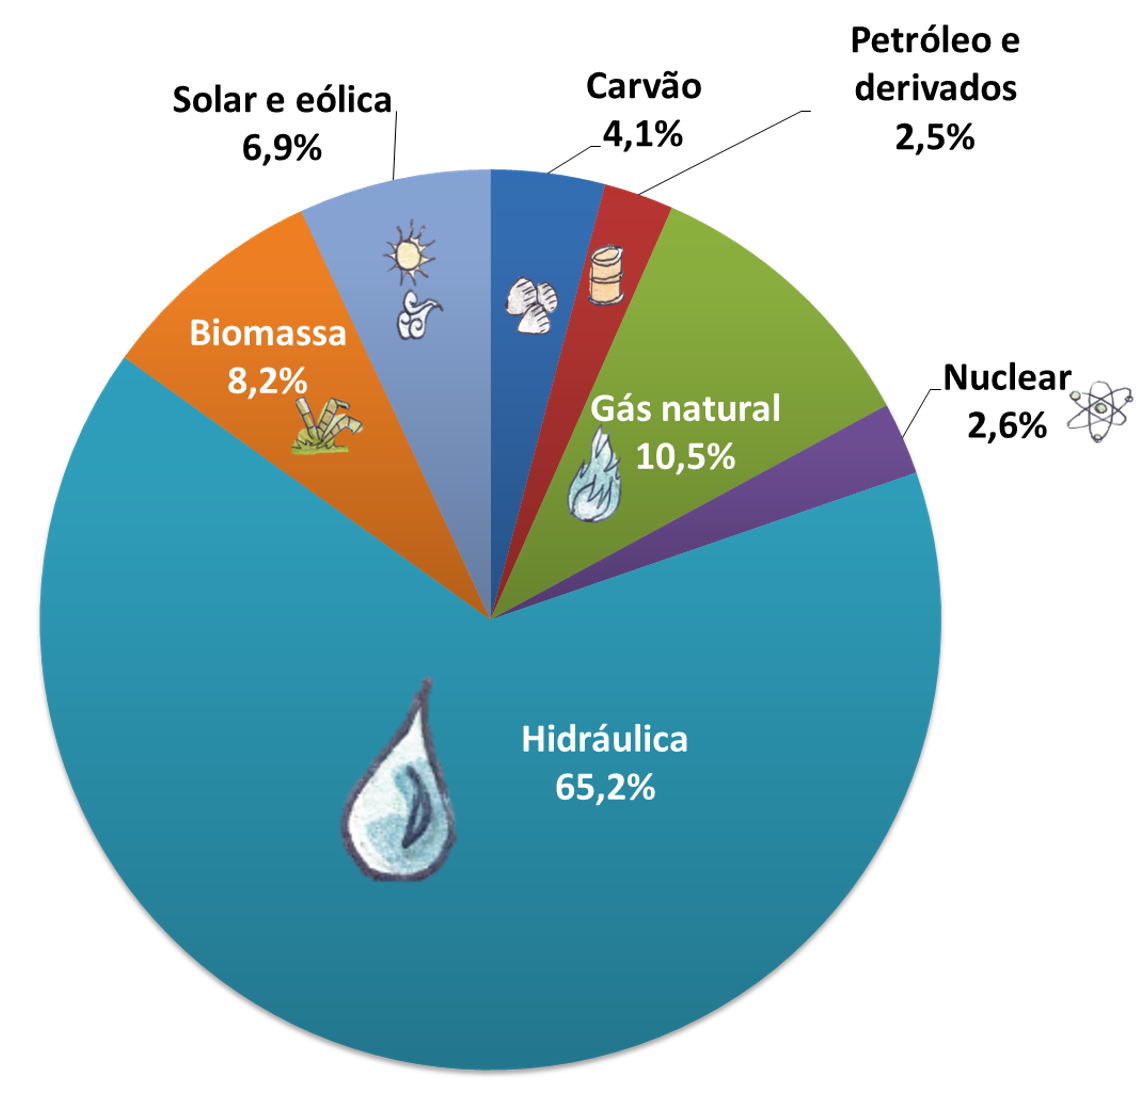 Petróleo e
derivados
2,5%
Carvão
4,1%
Solar e eólica
6,9%
Biomassa
8,2%
Gás natural
10,5%
Nuclear
2,6%
Hidráulica
65,2%